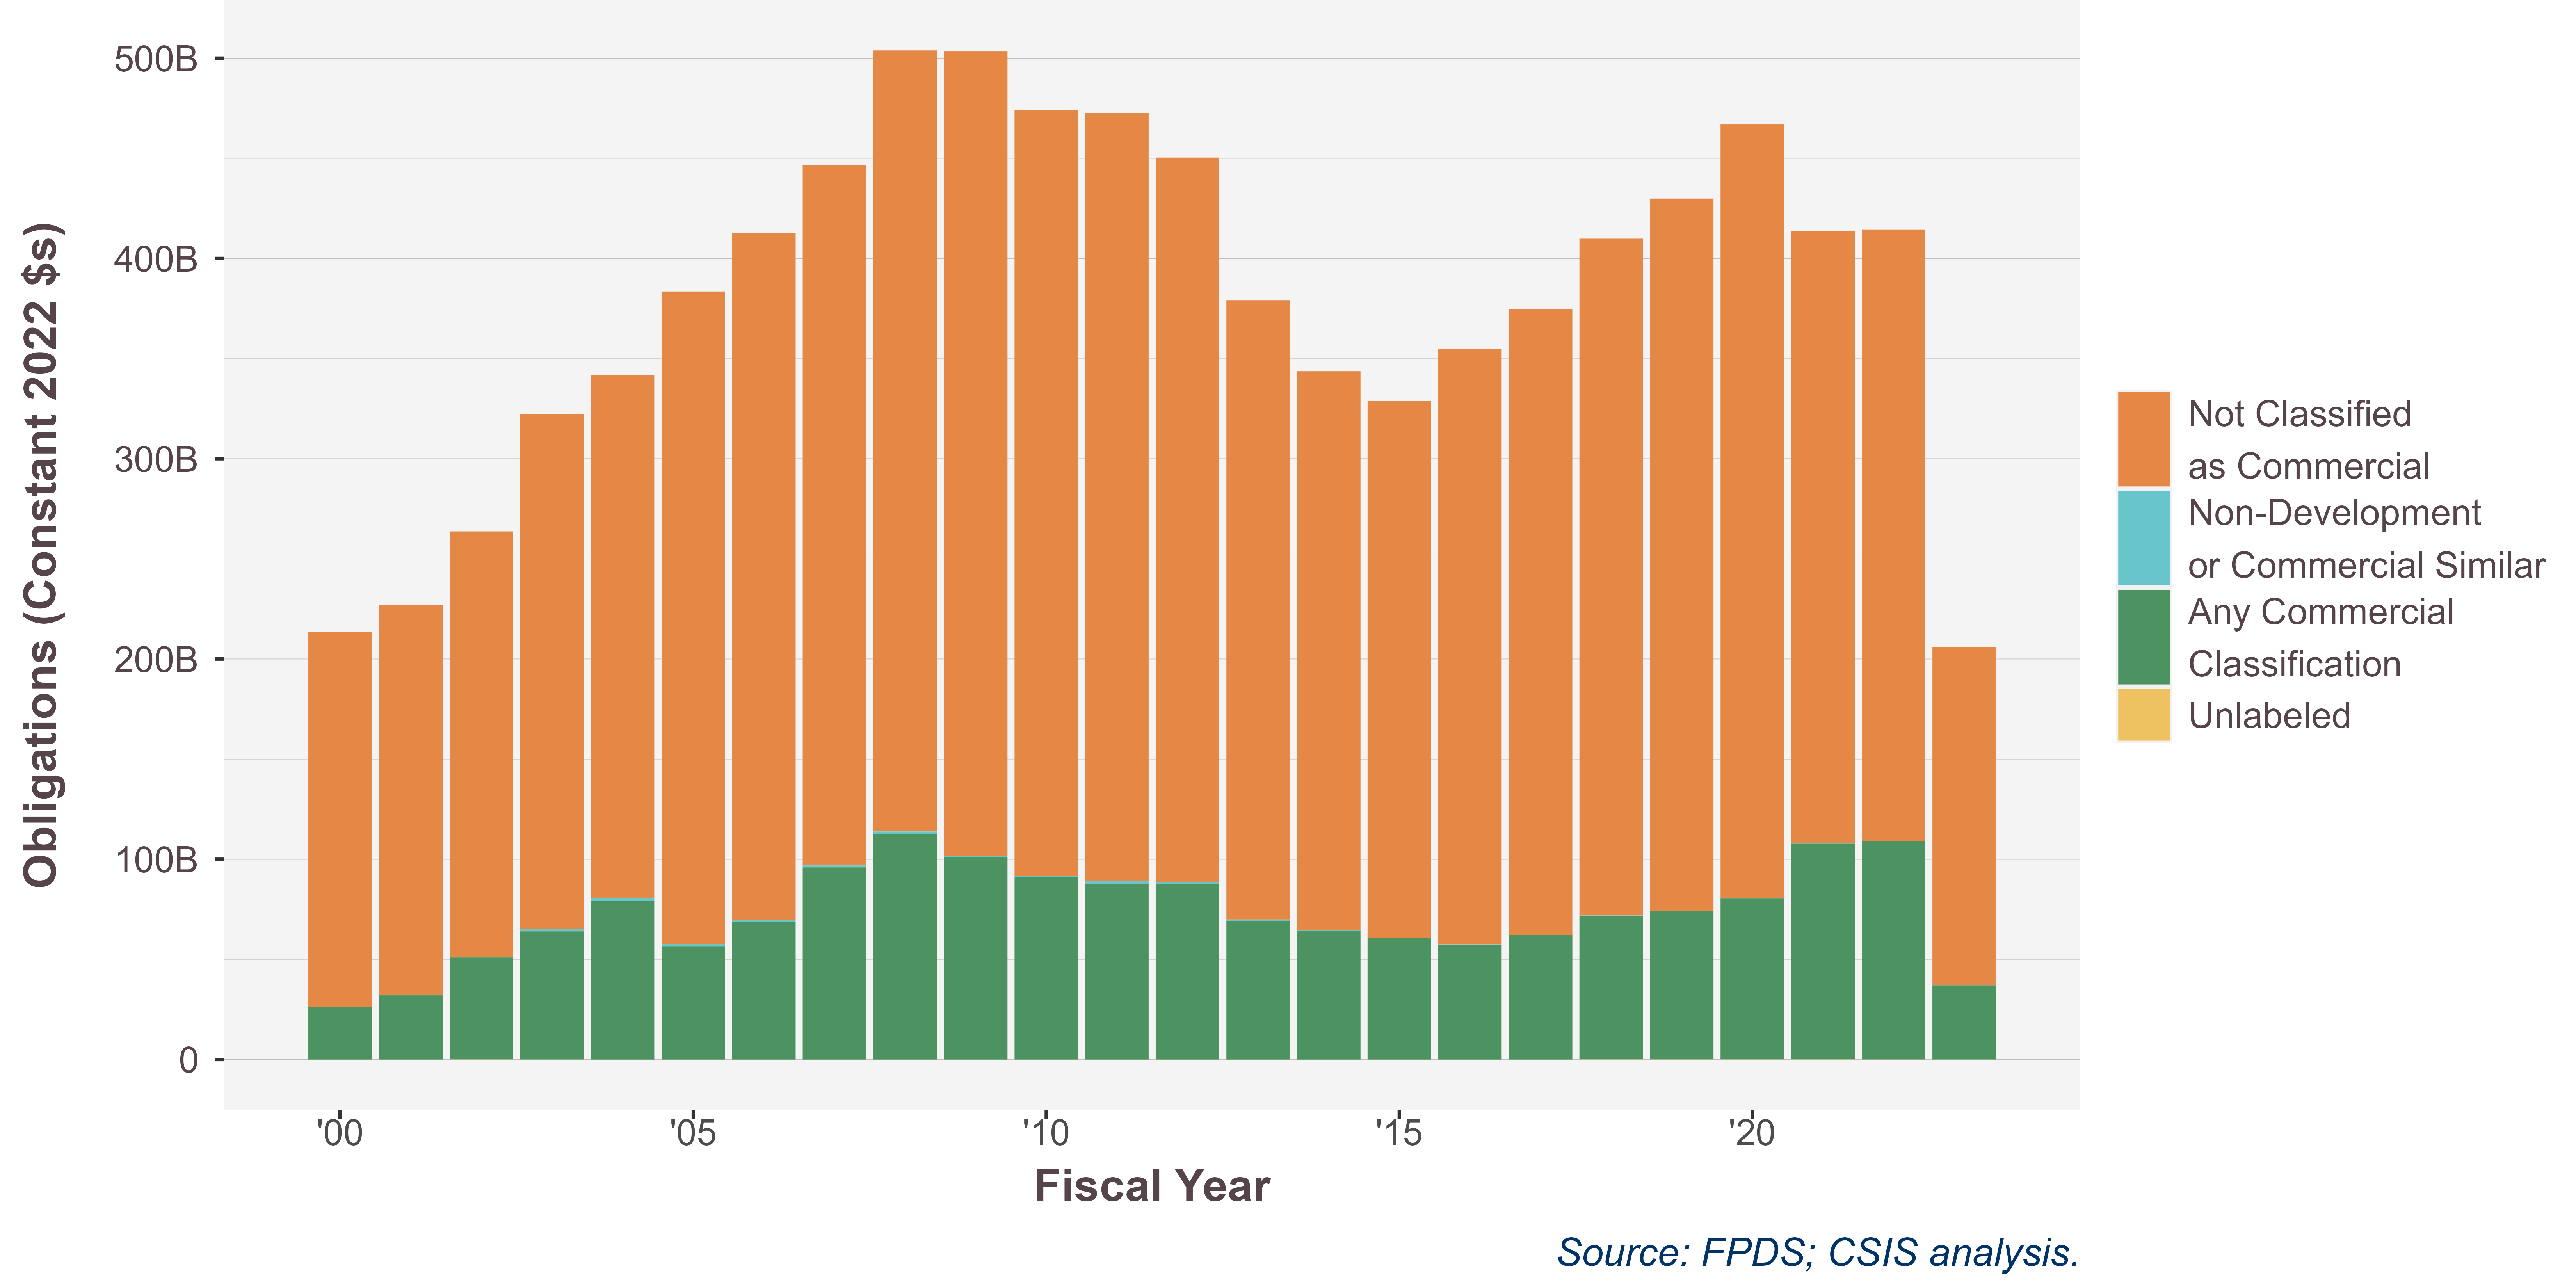 500B
400B
300B
200B
100B
0
Obligations (Constant 2022 $s)
'00
'05
'10
'15
'20
Fiscal Year
Not Classified
as Commercial
Non-Development
or Commercial Similar
Any Commercial
Classification
Unlabeled
Source: FPDS; CSIS analysis.